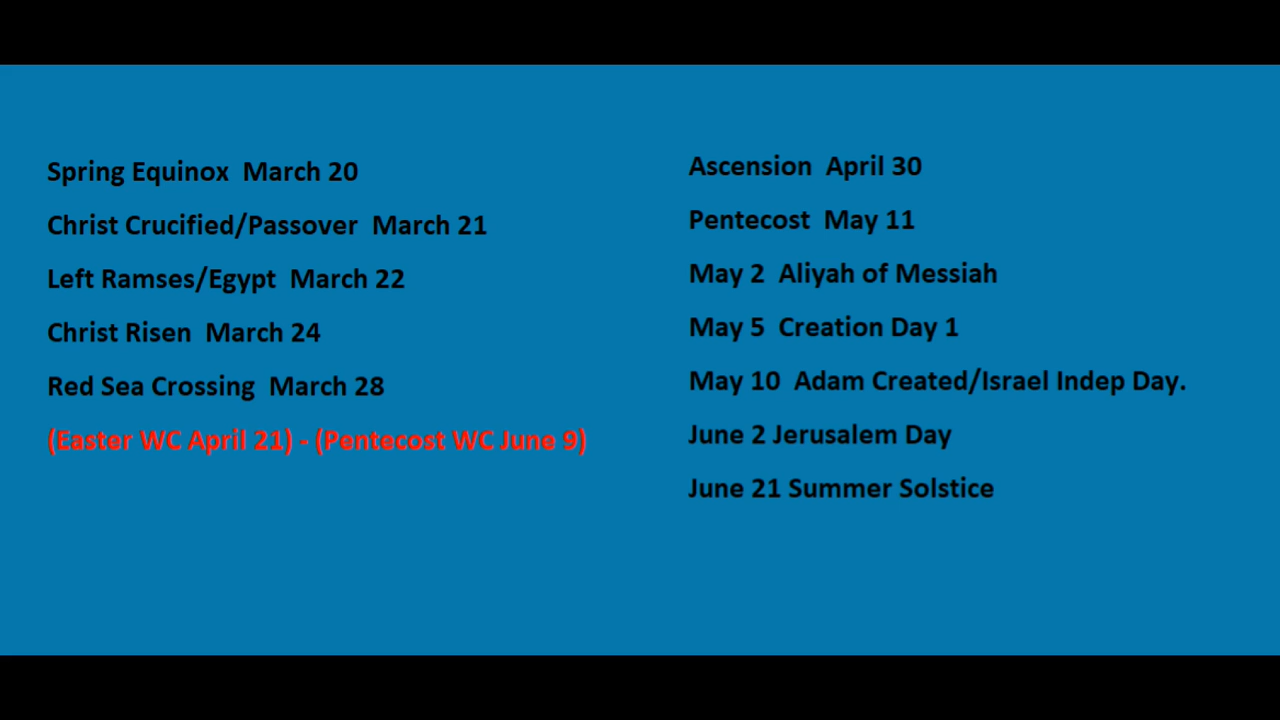 Spring Equinox March 20
Christ Crucified/Passover March 21
Left Ramses/Egypt March 22
Christ Risen March 24
Red Sea Crossing March 28
(Easter WC April 21) - (Pentecost WC June 9)
Ascension April 30
Pentecost May 11
May 2 Aliyah of Messiah
May 5 Creation Day 1
May 10 Adam Created/Israel Indep Day.
June 2 Jerusalem Day
June 21 Summer Solstice